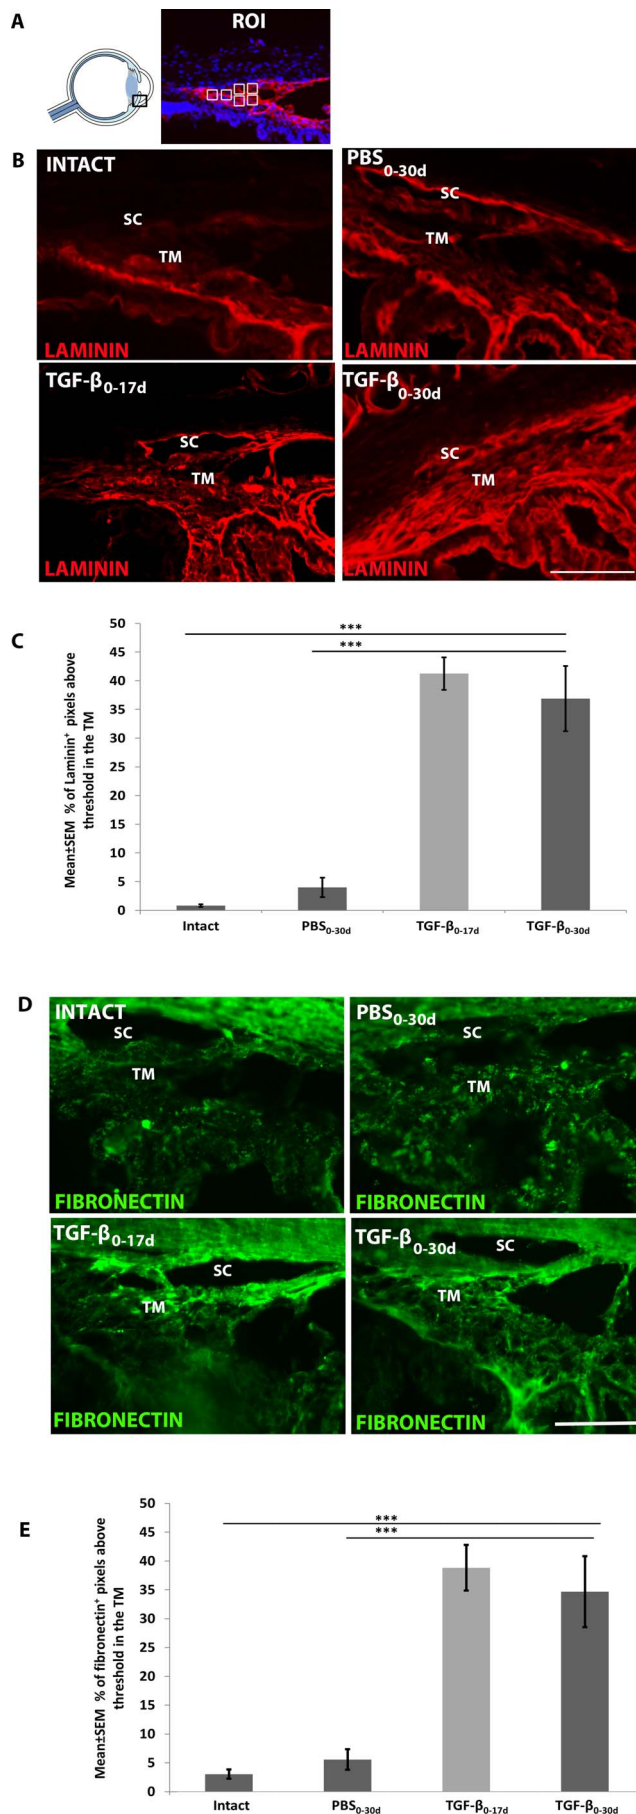 A
ROI
B
INTACT
SC
TM
LAMININ
PBS0-30d
SC
TM
LAMININ
TGF-β0-17d
SC
TM
LAMININ
TGF-β0-30d
SC
TM
LAMININ
C
Mean±SEM % of Laminin+ pixels above
threshold in the TM
50
45
40
35
30
25
20
15
10
5
0
***
***
Intact
PBS0-30d
TGF-β0-17d
TGF-β0-30d
D
INTACT
SC
TM
FIBRONECTIN
PBS0-30d
SC
TM
FIBRONECTIN
TGF-β0-17d
SC
TM
FIBRONECTIN
TGF-β0-30d
SC
TM
FIBRONECTIN
E
Mean±SEM % of fibronectin+ pixels above
threshold in the TM
50
45
40
35
30
25
20
15
10
5
0
***
***
Intact
PBS0-30d
TGF-β0-17d
TGF-β0-30d